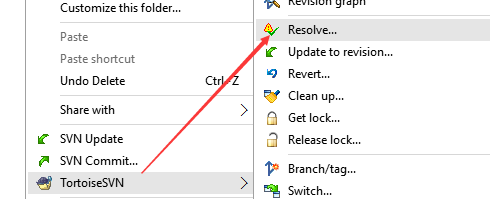 Customize this folder...
Paste
Paste shortcut
Undo Delete Ctrl+Z
Share with
SVN Update
SVN Commit...
TortoiseSVN
Revision graph
Resolve...
Update to revision...
Revert...
Clean up...
Get lock...
Release lock...
Branch/tag...
Switch...